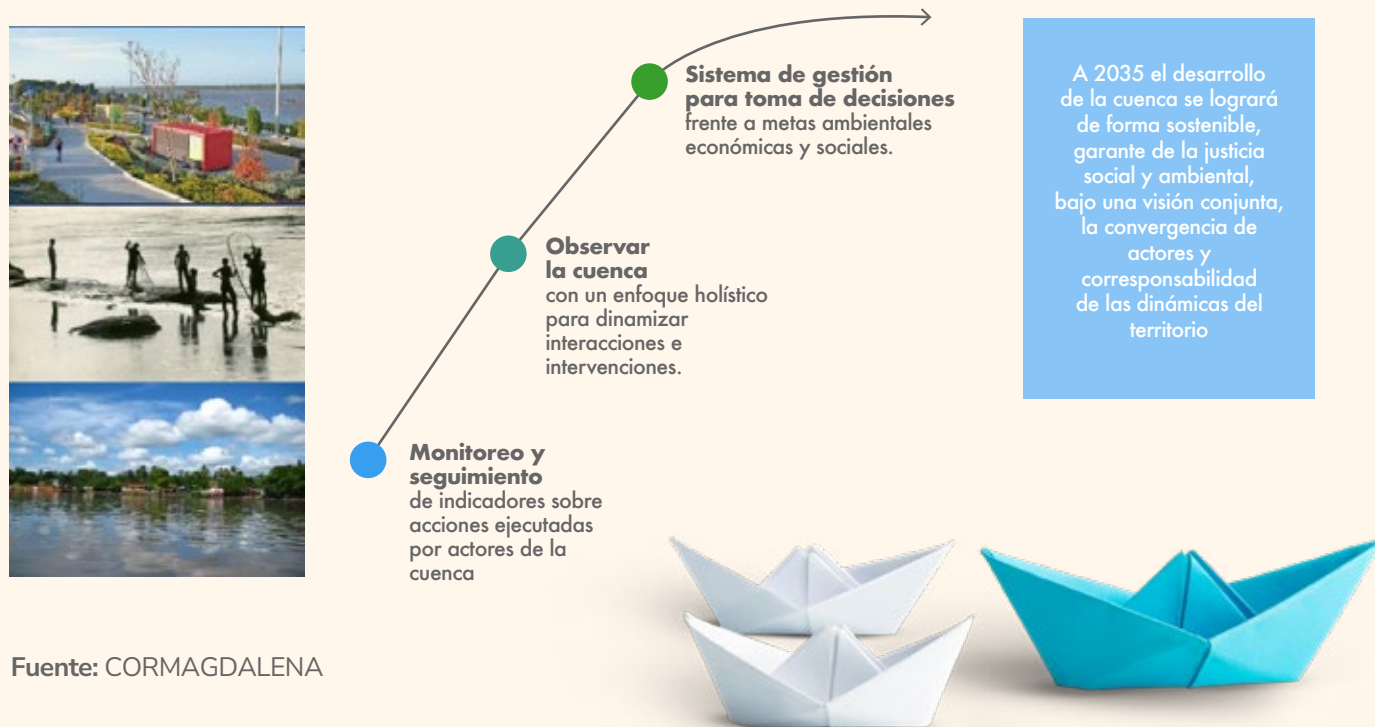 Sistema de gestión
para toma de decisiones
frente a metas ambientales
económicas y sociales.
Observar
la cuenca
con un enfoque holístico
para dinamizar
interacciones e
intervenciones.
Monitoreo y
seguimiento
de indicadores sobre
acciones ejecutadas
por actores de la
cuenca
A 2035 el desarrollo
de la cuenca se logrará
de forma sostenible,
garante de la justicia
social y ambiental,
bajo una visión conjunta,
la convergencia de
actores y
corresponsabilidad
de las dinámicas del
territorio
Fuente: CORMAGDALENA